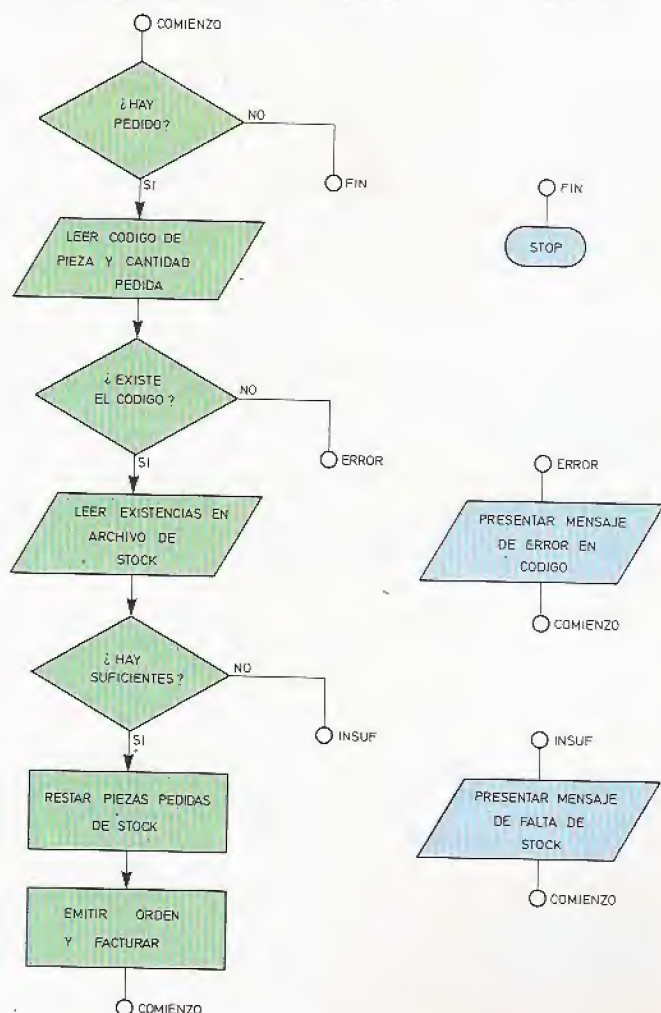 COMIENZO
¿HAY
PEDIDO?
NO
FIN
SI
LEER CODIGO DE
PIEZA Y CANTIDAD
PEDIDA
¿EXISTE
EL CODIGO?
NO
ERROR
SI
LEER EXISTENCIAS EN
ARCHIVO DE
STOCK
¿HAY
SUFICIENTES?
NO
INSUF
SI
RESTAR PIEZAS PEDIDAS
DE STOCK
EMITIR ORDEN
Y FACTURAR
COMIENZO
FIN
STOP
ERROR
PRESENTAR MENSAJE
DE ERROR EN
CODIGO
COMIENZO
INSUF
PRESENTAR MENSAJE
DE FALTA DE
STOCK
COMIENZO